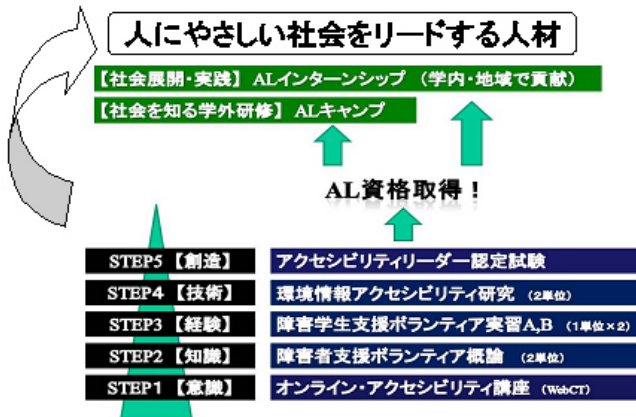 人にやさしい社会をリードする人材
【社会展開・実践】ALインターンシップ （学内・地域で貢献）
【社会を知る学外研修】ALキャンプ
AL資格取得！
STEP5 【創造】 アクセシビリティリーダー認定試験
STEP4 【技術】 環境情報アクセシビリティ研究 （2単位）
STEP3 【経験】 障害学生支援ボランティア実習A,B （1単位×2）
STEP2 【知識】 障害者支援ボランティア概論 （2単位）
STEP1 【意識】 オンライン・アクセシビリティ講座 （WebCT）